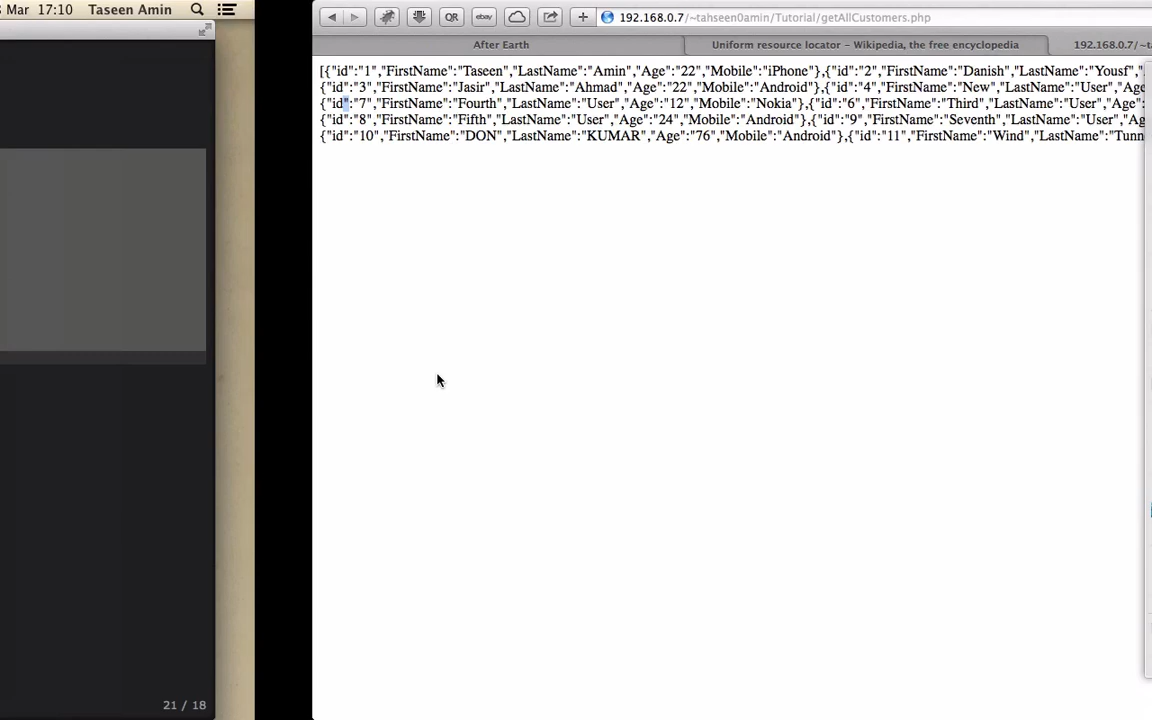 Mar 17:10 Taseen Amin
21 / 18
QR ebay 192.168.0.7/~tahseen0amin/Tutorial/getAllCustomers.php
After Earth Uniform resource locator – Wikipedia, the free encyclopedia 192.168.0.7/~ta
[{"id":"1","FirstName":"Taseen","LastName":"Amin","Age":"22","Mobile":"iPhone"},{"id":"2","FirstName":"Danish","LastName":"Yousf",
{"id":"3","FirstName":"Jasir","LastName":"Ahmad","Age":"22","Mobile":"Android"},{"id":"4","FirstName":"New","LastName":"User","Age
{"id":"7","FirstName":"Fourth","LastName":"User","Age":"12","Mobile":"Nokia"},{"id":"6","FirstName":"Third","LastName":"User","Age":
{"id":"8","FirstName":"Fifth","LastName":"User","Age":"24","Mobile":"Android"},{"id":"9","FirstName":"Seventh","LastName":"User","Ag
{"id":"10","FirstName":"DON","LastName":"KUMAR","Age":"76","Mobile":"Android"},{"id":"11","FirstName":"Wind","LastName":"Tunn